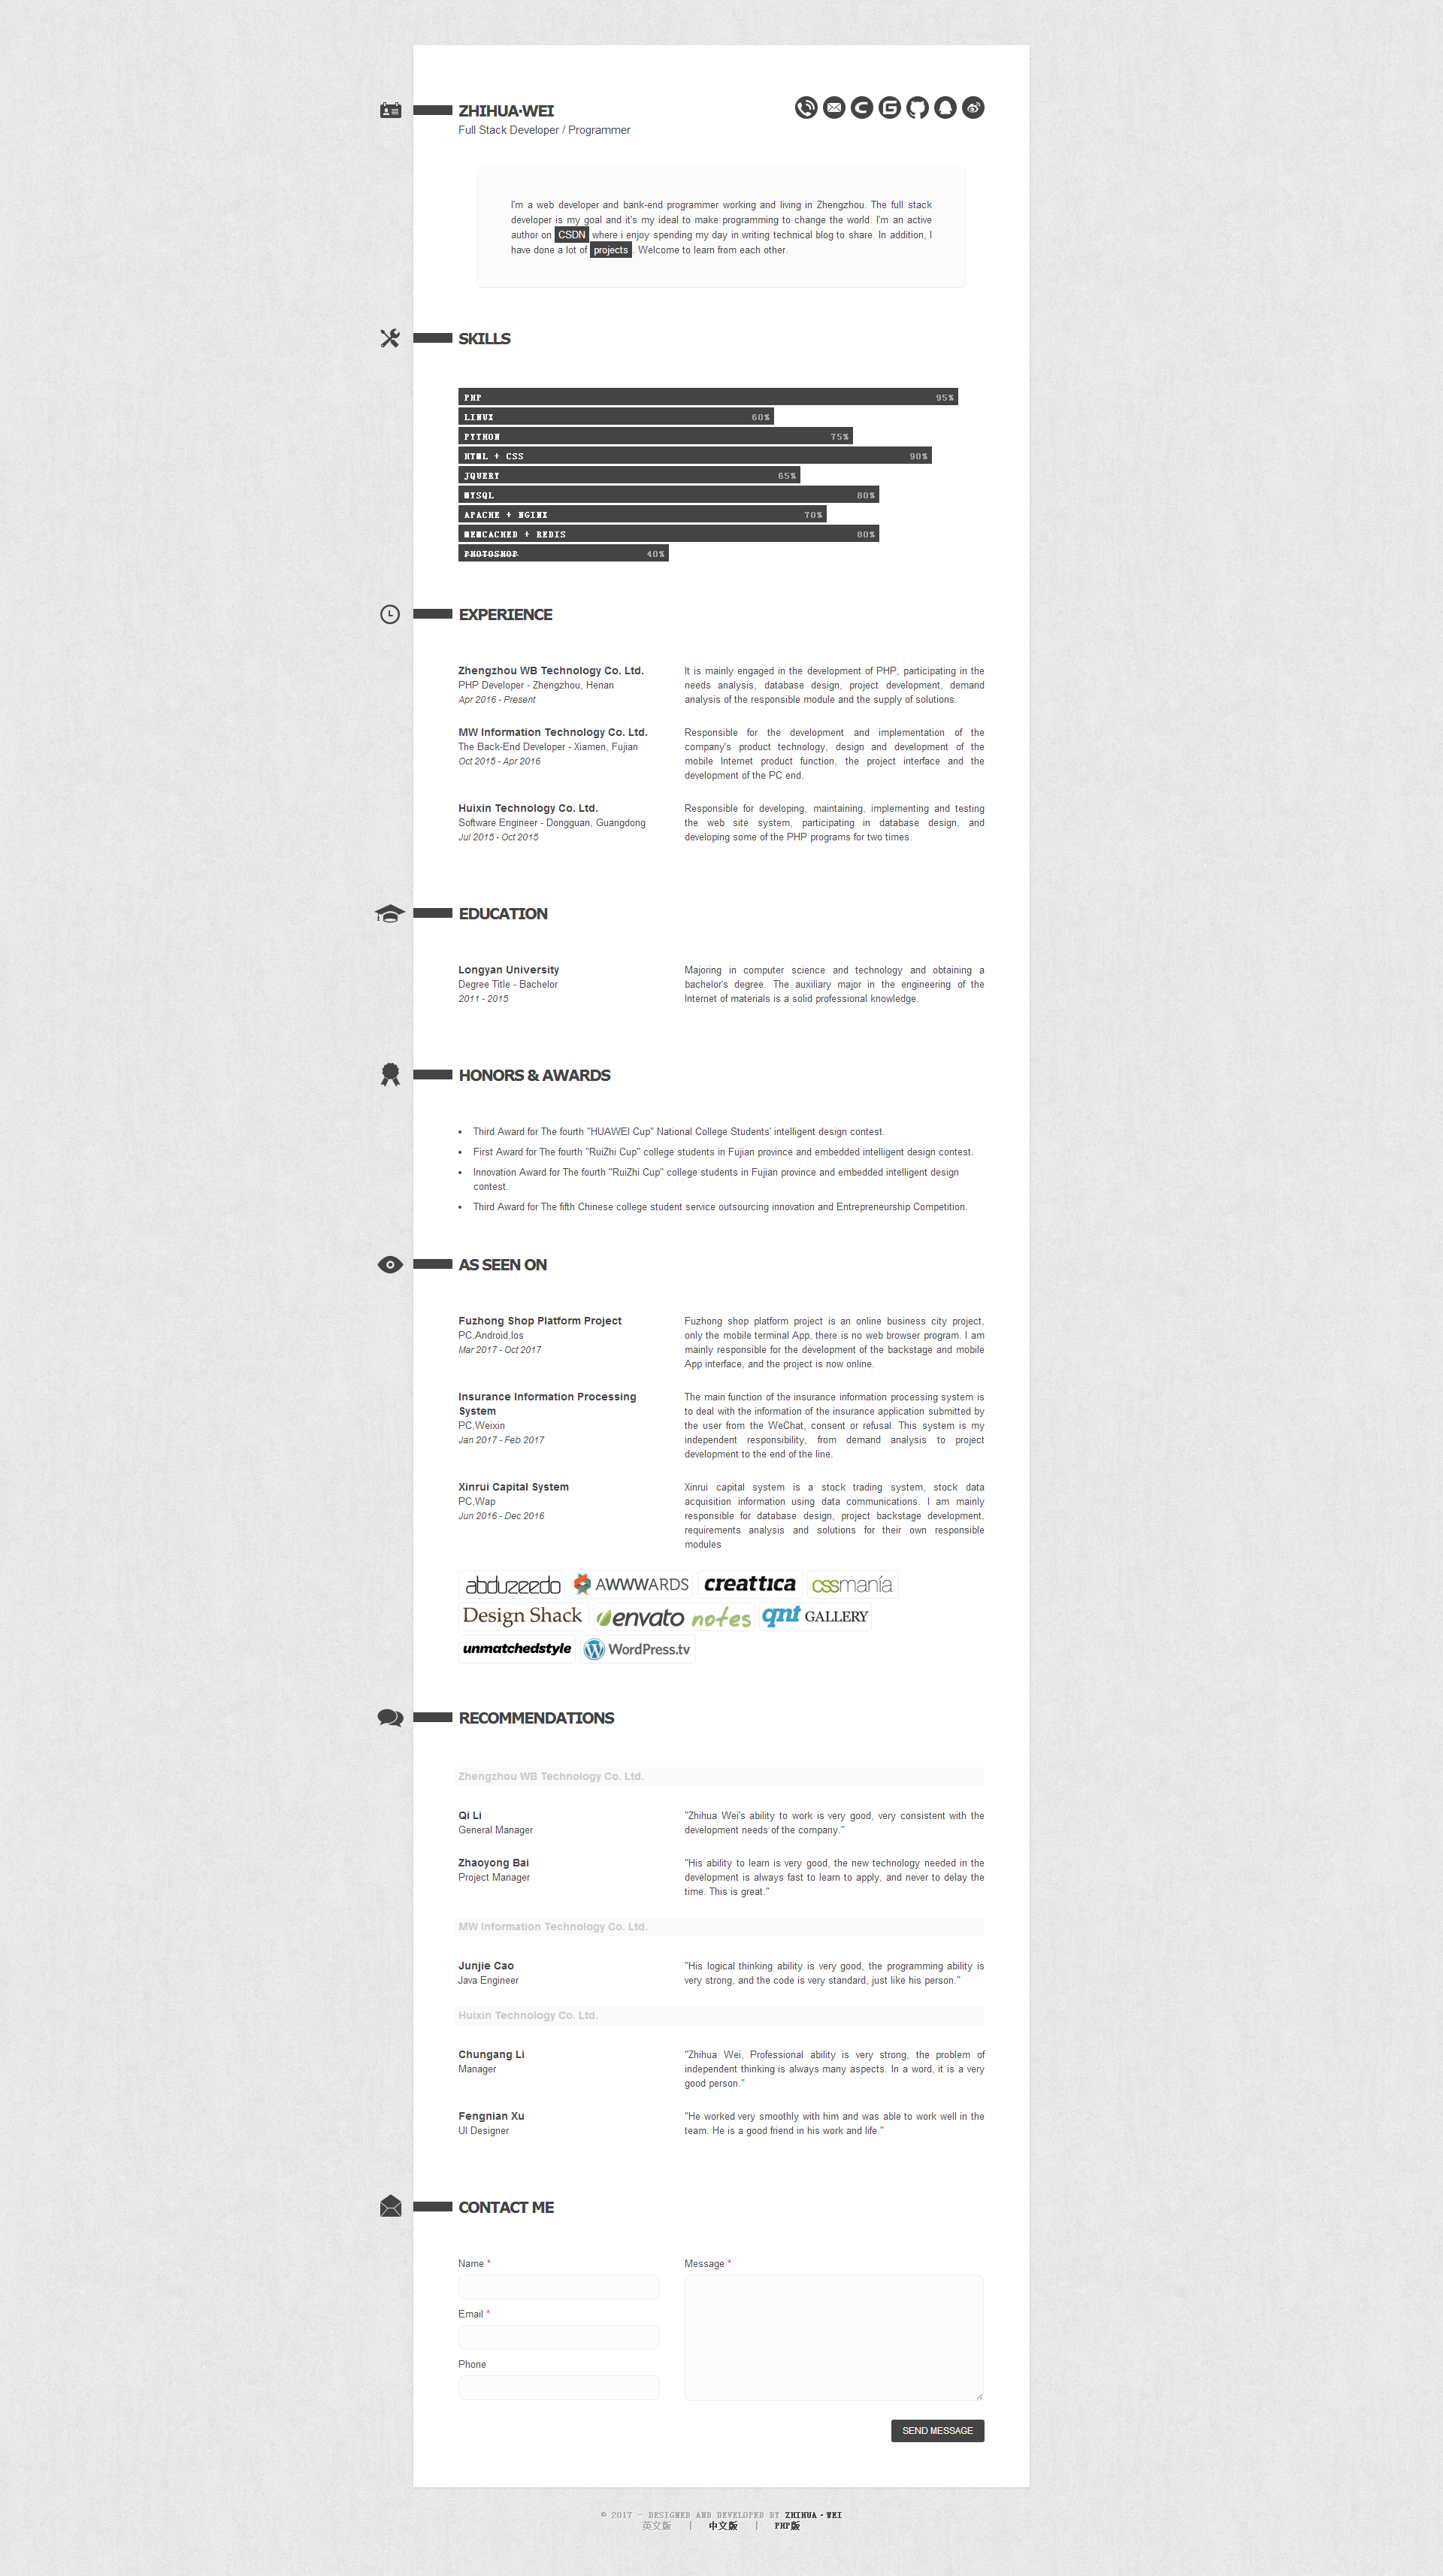 ZHIHUA·WEI
Full Stack Developer / Programmer
I'm a web developer and bank-end programmer working and living in Zhengzhou. The full stack
developer is my goal and it's my ideal to make programming to change the world. I'm an active
author on CSDN where i enjoy spending my day in writing technical blog to share. In addition, I
have done a lot of projects. Welcome to learn from each other.
SKILLS
PHP 95%
LINUX 60%
PYTHON 75%
HTML + CSS 90%
JQUERY 65%
MYSQL 80%
APACHE + NGINX 70%
MEMCACHED + REDIS 80%
PHOTOSHOP 40%
EXPERIENCE
Zhengzhou WB Technology Co. Ltd.
PHP Developer - Zhengzhou, Henan
Apr 2016 - Present
It is mainly engaged in the development of PHP, participating in the
needs analysis, database design, project development, demand
analysis of the responsible module and the supply of solutions.
MW Information Technology Co. Ltd.
The Back-End Developer - Xiamen, Fujian
Oct 2015 - Apr 2016
Responsible for the development and implementation of the
company's product technology, design and development of the
mobile Internet product function, the project interface and the
development of the PC end.
Huixin Technology Co. Ltd.
Software Engineer - Dongguan, Guangdong
Jul 2015 - Oct 2015
Responsible for developing, maintaining, implementing and testing
the web site system, participating in database design, and
developing some of the PHP programs for two times.
EDUCATION
Longyan University
Degree Title - Bachelor
2011 - 2015
Majoring in computer science and technology and obtaining a
bachelor's degree. The auxiliary major in the engineering of the
Internet of materials is a solid professional knowledge.
HONORS & AWARDS
• Third Award for The fourth "HUAWEI Cup" National College Students' intelligent design contest.
• First Award for The fourth "RuiZhi Cup" college students in Fujian province and embedded intelligent design contest.
• Innovation Award for The fourth "RuiZhi Cup" college students in Fujian province and embedded intelligent design
contest.
• Third Award for The fifth Chinese college student service outsourcing innovation and Entrepreneurship Competition.
AS SEEN ON
Fuzhong Shop Platform Project
PC,Android,Ios
Mar 2017 - Oct 2017
Fuzhong shop platform project is an online business city project,
only the mobile terminal App, there is no web browser program. I am
mainly responsible for the development of the backstage and mobile
App interface, and the project is now online.
Insurance Information Processing
System
PC,Weixin
Jan 2017 - Feb 2017
The main function of the insurance information processing system is
to deal with the information of the insurance application submitted by
the user from the WeChat, consent or refusal. This system is my
independent responsibility, from demand analysis to project
development to the end of the line.
Xinrui Capital System
PC,Wap
Jun 2016 - Dec 2016
Xinrui capital system is a stock trading system, stock data
acquisition information using data communications. I am mainly
responsible for database design, project backstage development,
requirements analysis and solutions for their own responsible
modules
abduzeedo AWWWARDS creattica cssmanía
Design Shack envato notes qnt GALLERY
unmatchedstyle WordPress.tv
RECOMMENDATIONS
Zhengzhou WB Technology Co. Ltd.
Qi Li
General Manager
"Zhihua Wei's ability to work is very good, very consistent with the
development needs of the company."
Zhaoyong Bai
Project Manager
"His ability to learn is very good, the new technology needed in the
development is always fast to learn to apply, and never to delay the
time. This is great."
MW Information Technology Co. Ltd.
Junjie Cao
Java Engineer
"His logical thinking ability is very good, the programming ability is
very strong, and the code is very standard, just like his person."
Huixin Technology Co. Ltd.
Chungang Li
Manager
"Zhihua Wei, Professional ability is very strong, the problem of
independent thinking is always many aspects. In a word, it is a very
good person."
Fengnian Xu
UI Designer
"He worked very smoothly with him and was able to work well in the
team. He is a good friend in his work and life."
CONTACT ME
Name *
Email *
Phone
Message *
SEND MESSAGE
© 2017 - DESIGNED AND DEVELOPED BY ZHIHUA·WEI
英文版 | 中文版 | PHP版